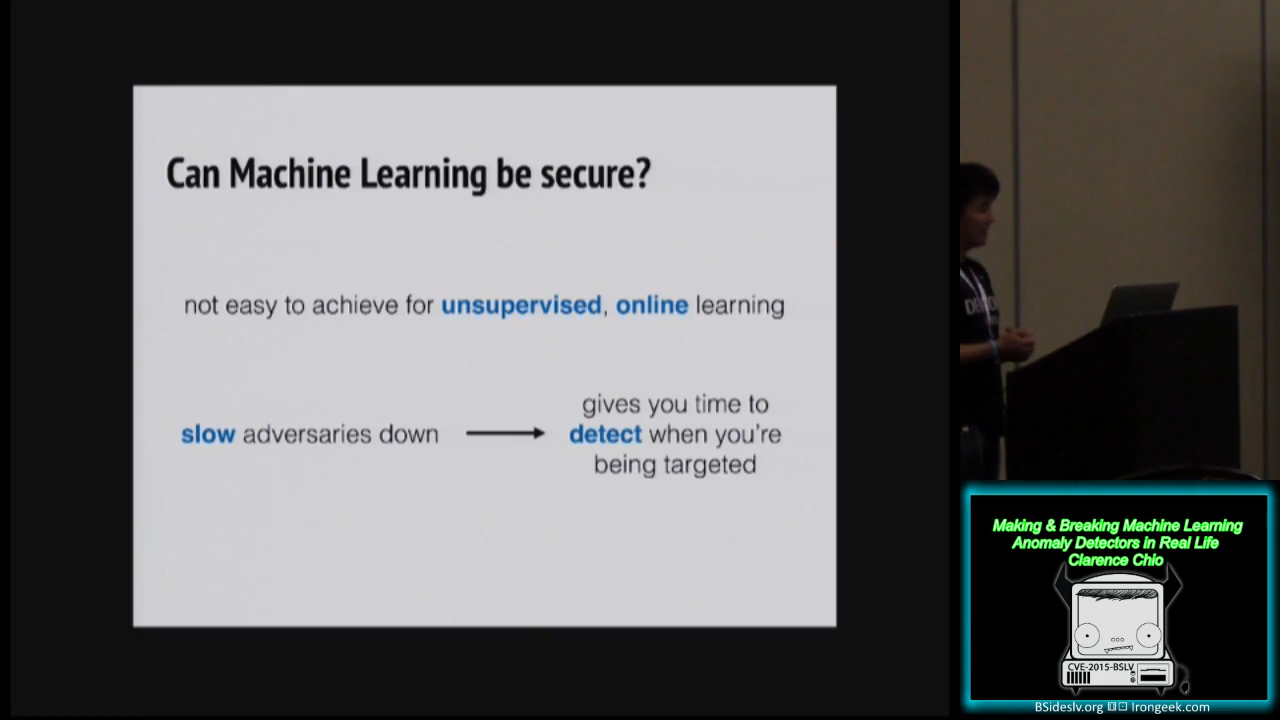 Can Machine Learning be secure?
not easy to achieve for unsupervised, online learning
slow adversaries down
gives you time to
detect when you're
being targeted
Making & Breaking Machine Learning
Anomaly Detectors in Real Life
Clarence Chio
CVE-2015-BSLV
BSideslv.org
Irongeek.com